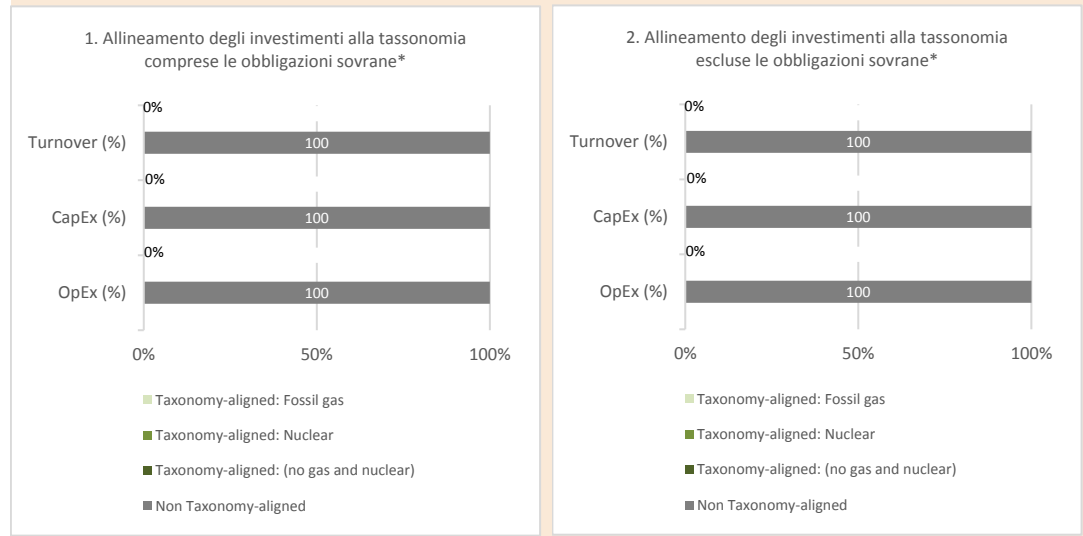 1. Allineamento degli investimenti alla tassonomia
comprese le obbligazioni sovrane*
0%
Turnover (%)
100
0%
CapEx (%)
100
0%
OpEx (%)
100
0%
50%
100%
Taxonomy-aligned: Fossil gas
Taxonomy-aligned: Nuclear
Taxonomy-aligned: (no gas and nuclear)
Non Taxonomy-aligned
2. Allineamento degli investimenti alla tassonomia
escluse le obbligazioni sovrane*
0%
Turnover (%)
100
0%
CapEx (%)
100
0%
OpEx (%)
100
0%
50%
100%
Taxonomy-aligned: Fossil gas
Taxonomy-aligned: Nuclear
Taxonomy-aligned: (no gas and nuclear)
Non Taxonomy-aligned